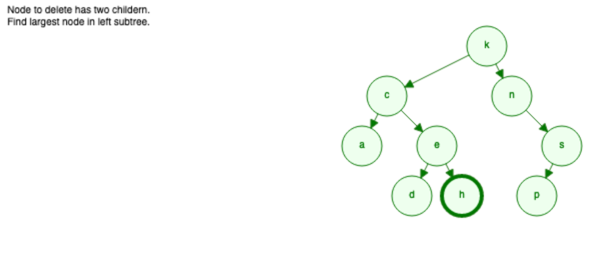 Node to delete has two childern.
Find largest node in left subtree.
k
c
n
a
e
s
d
h
p